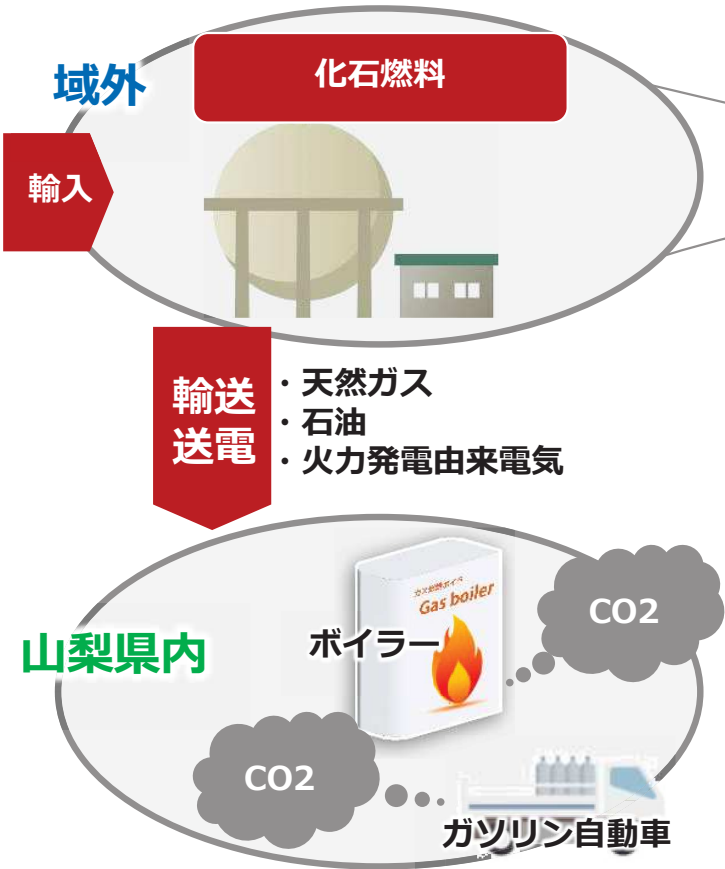 域外
化石燃料
輸入
輸送
送電
・天然ガス
・石油
・火力発電由来電気
山梨県内
Gas boiler
ボイラー
CO2
CO2
ガソリン自動車